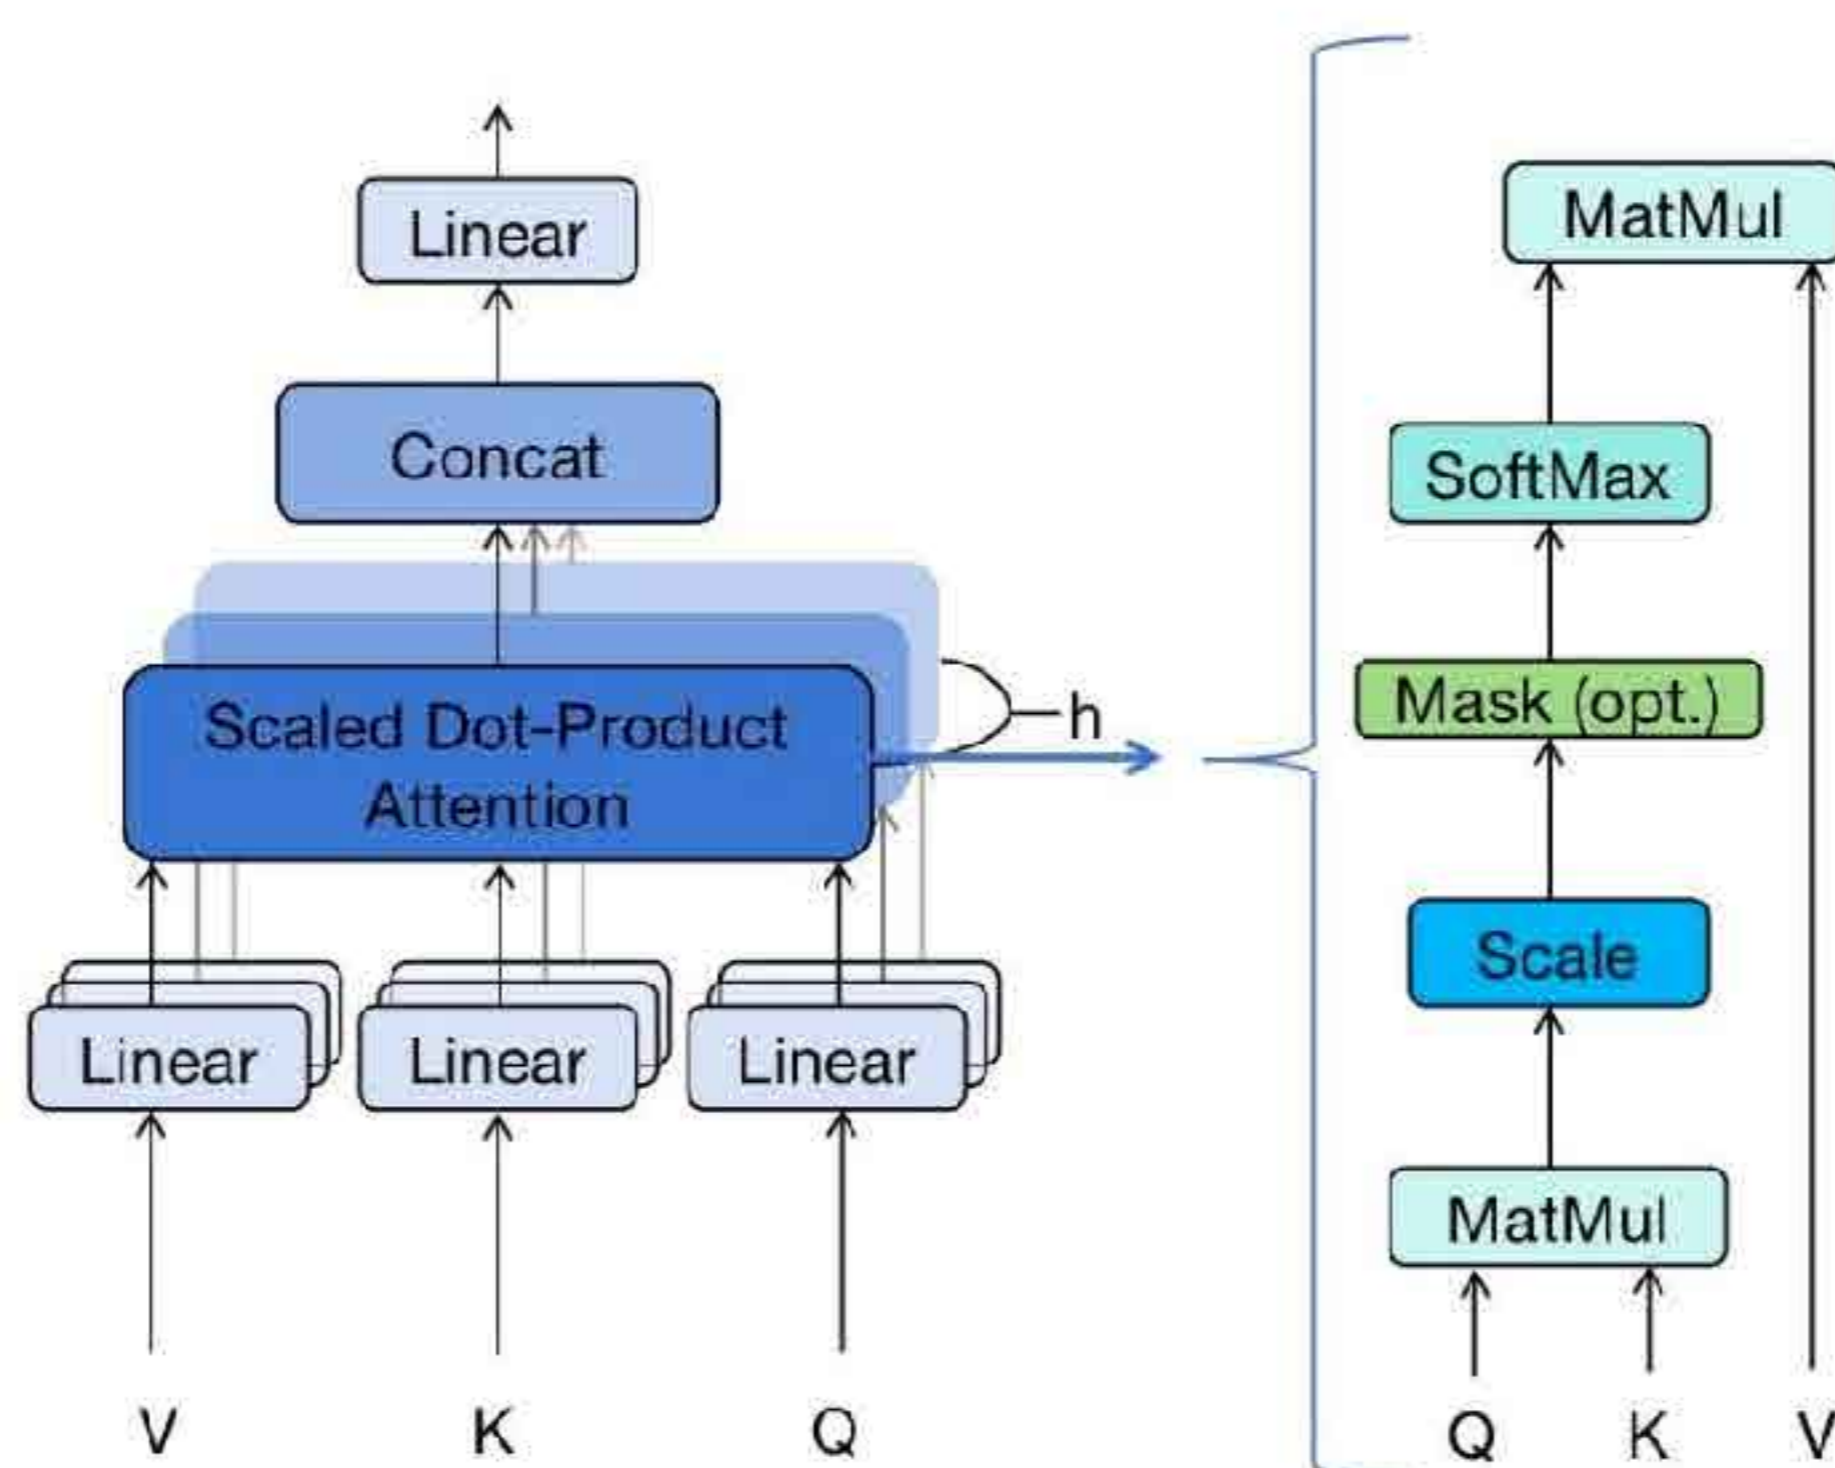 Linear
Concat
Scaled Dot-Product
Attention
h
Linear Linear Linear
V K Q
MatMul
SoftMax
Mask (opt.)
Scale
MatMul
Q K V